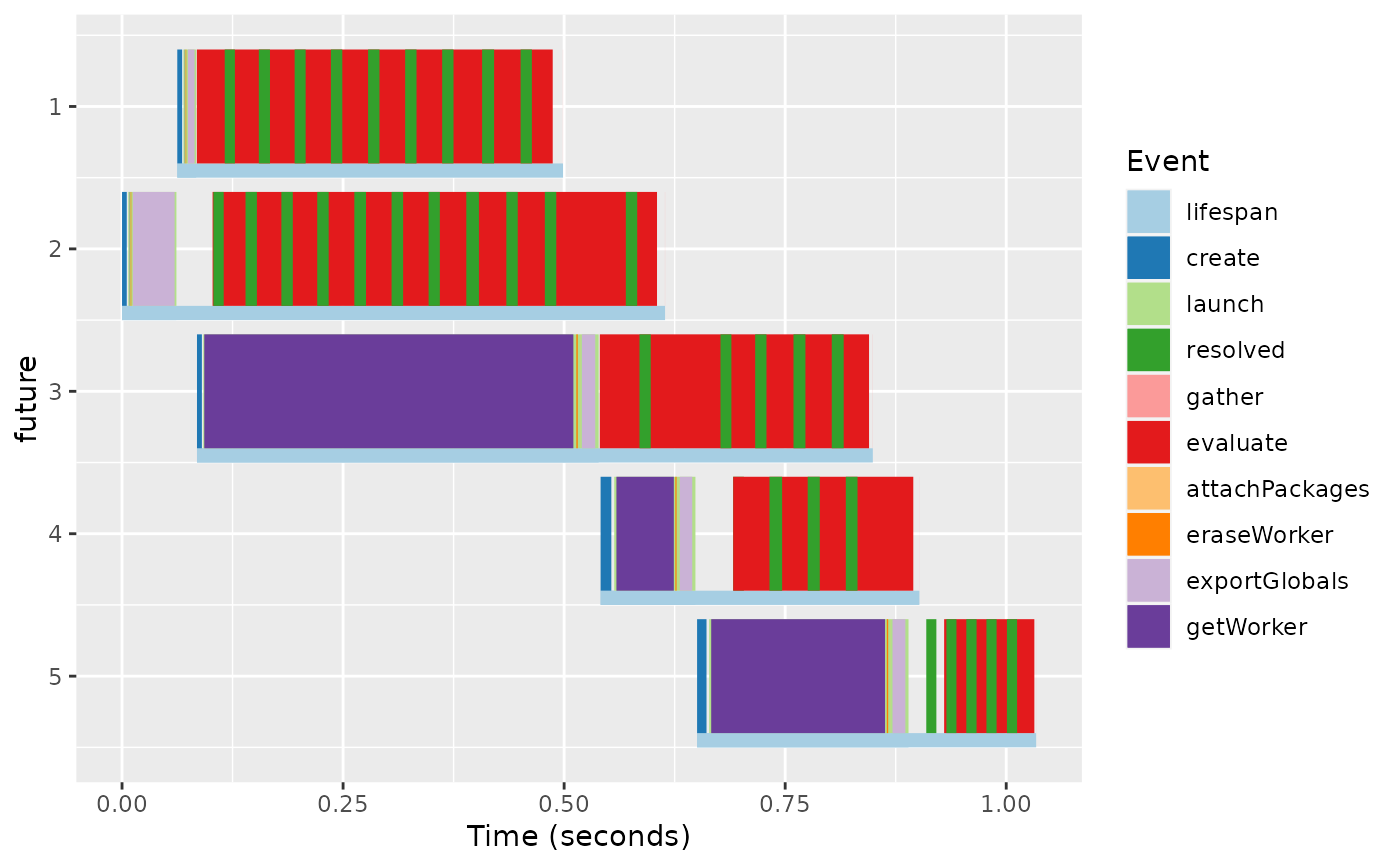 future
1
2
3
4
5
0.00 0.25 0.50 0.75 1.00
Time (seconds)
Event
lifespan
create
launch
resolved
gather
evaluate
attachPackages
eraseWorker
exportGlobals
getWorker